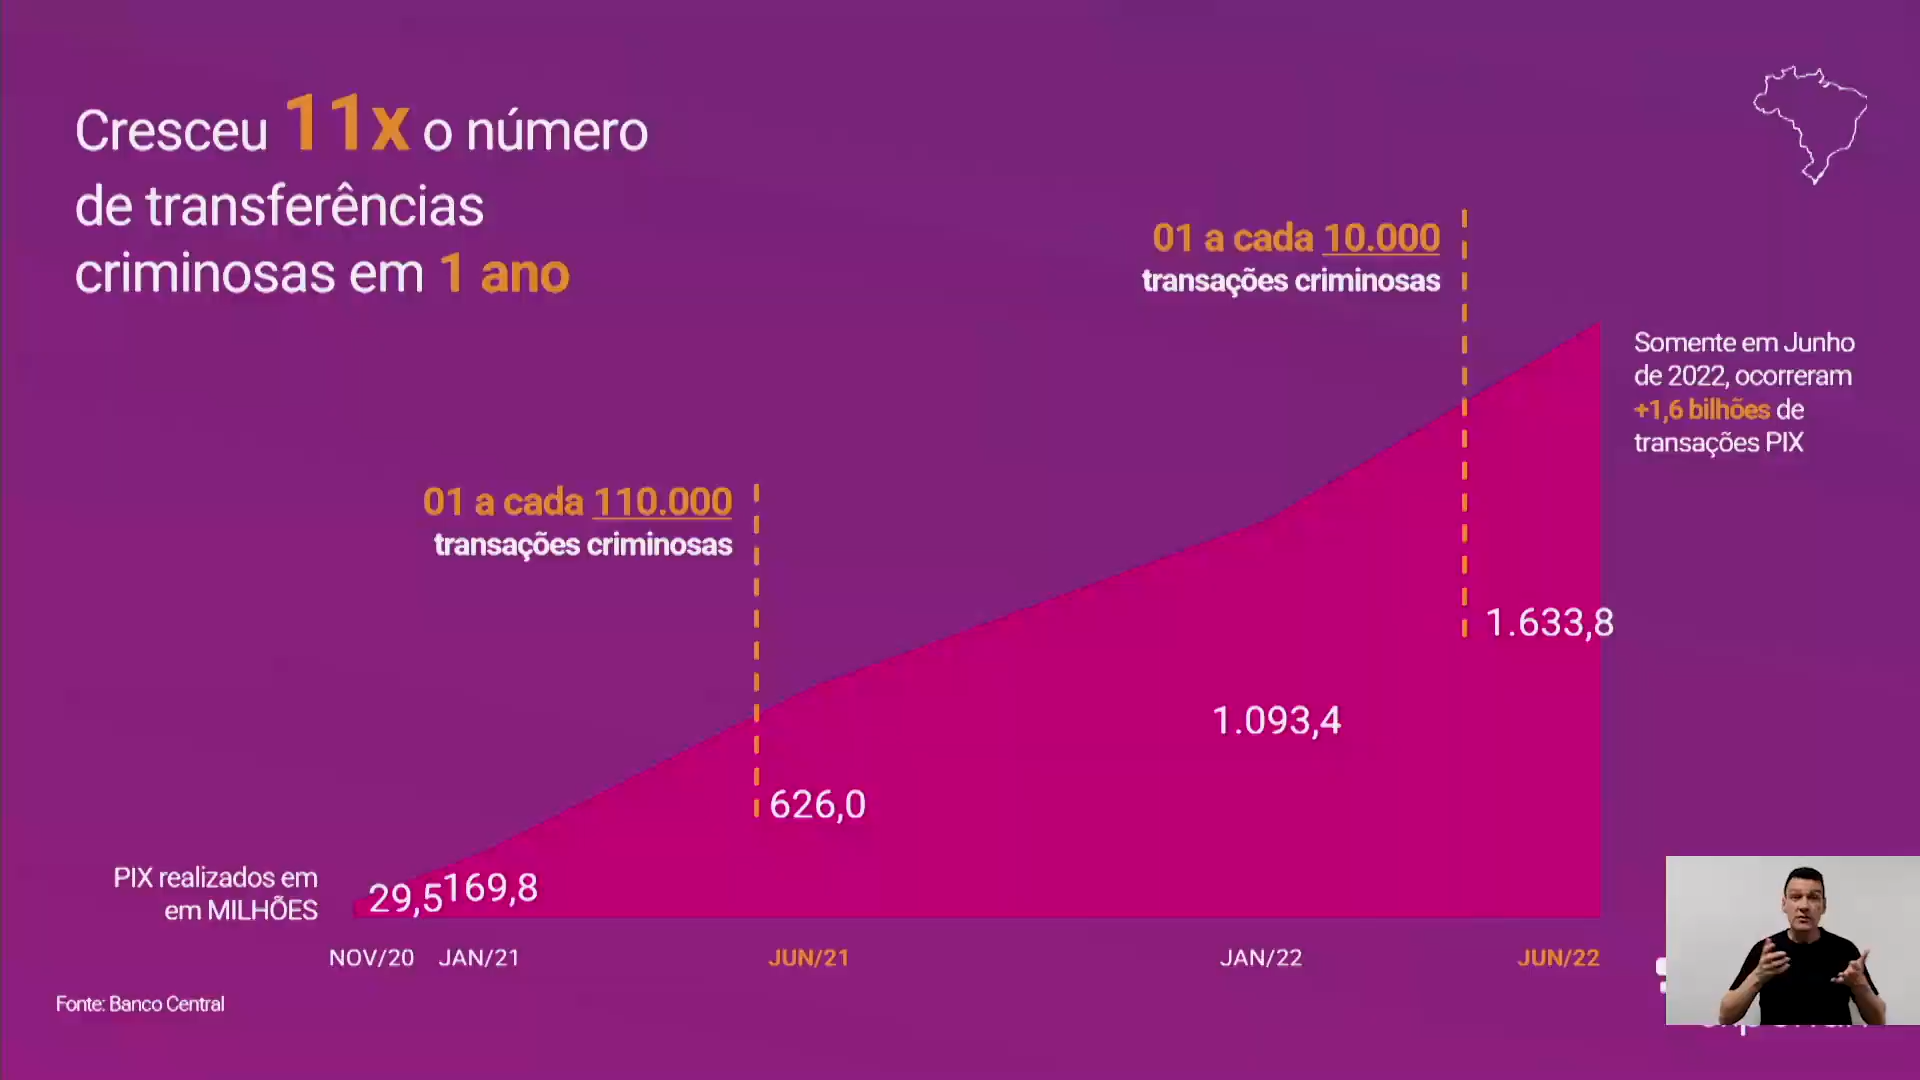 Cresceu 11x o número
de transferências
criminosas em 1 ano
01 a cada 10.000
transações criminosas
Somente em Junho
de 2022, ocorreram
+1,6 bilhões de
transações PIX
01 a cada 110.000
transações criminosas
1.633,8
1.093,4
626,0
169,8
29,5
PIX realizados em
em MILHÕES
NOV/20 JAN/21 JUN/21 JAN/22 JUN/22
Fonte: Banco Central